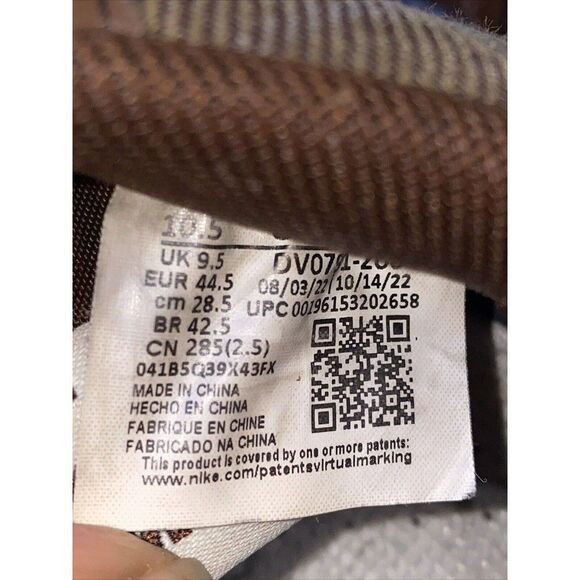 10.5
UK 9.5
EUR 44.5 08/03/22 10/14/22
cm 28.5 UPC 00196153202658
BR 42.5
CN 285(2.5)
041B5Q39X43FX
MADE IN CHINA
HECHO EN CHINA
FABRIQUE EN CHINE
FABRICADO NA CHINA
This product is covered by one or more patents:
www.nike.com/patentsvirtualmarking